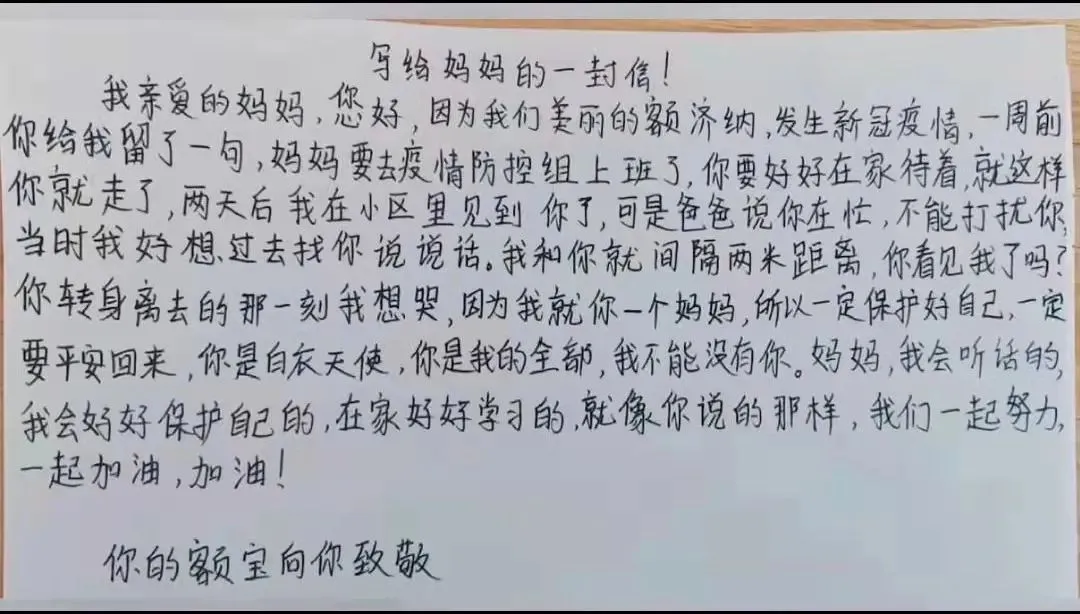 写给妈妈的一封信！
我亲爱的妈妈，您好，因为我们美丽的额济纳，发生新冠疫情，一周前
你给我留了一句，妈妈要去疫情防控组上班了，你要好好在家待着，就这样
你就走了，两天后我在小区里见到你了，可是爸爸说你在忙，不能打扰你，
当时我好想过去找你说说话。我和你就间隔两米距离，你看见我了吗？
你转身离去的那一刻我想哭，因为我就你一个妈妈，所以一定保护好自己，一定
要平安回来，你是白衣天使，你是我的全部，我不能没有你。妈妈，我会听话的，
我会好好保护自己的，在家好好学习的，就像你说的那样，我们一起努力，
一起加油，加油！
你的额宝向你致敬